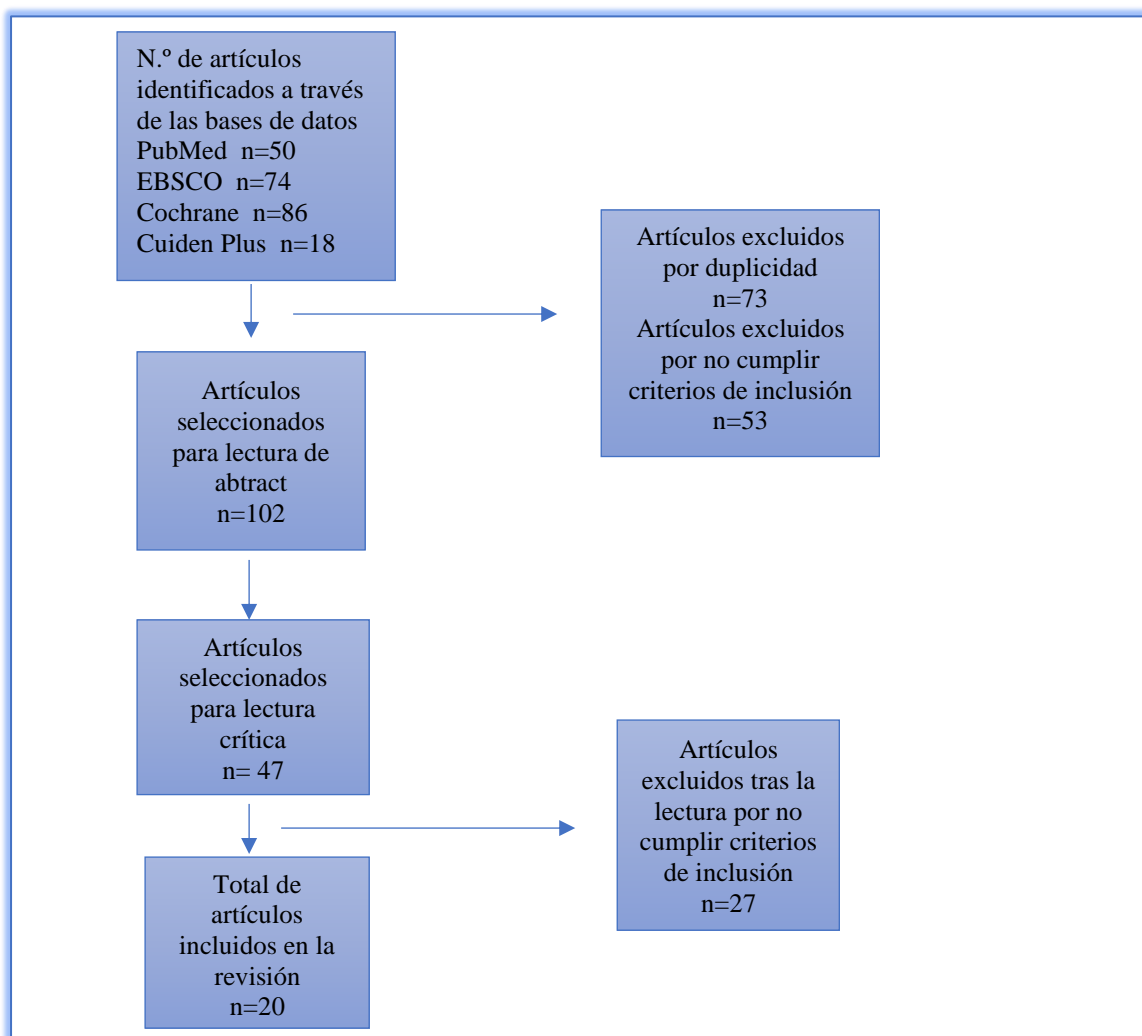 N.º de artículos
identificados a través
de las bases de datos
PubMed n=50
EBSCO n=74
Cochrane n=86
Cuiden Plus n=18
Artículos excluidos
por duplicidad
n=73
Artículos excluidos
por no cumplir
criterios de inclusión
n=53
Artículos
seleccionados
para lectura de
abtract
n=102
Artículos
seleccionados
para lectura
crítica
n= 47
Artículos
excluidos tras la
lectura por no
cumplir criterios
de inclusión
n=27
Total de
artículos
incluidos en la
revisión
n=20